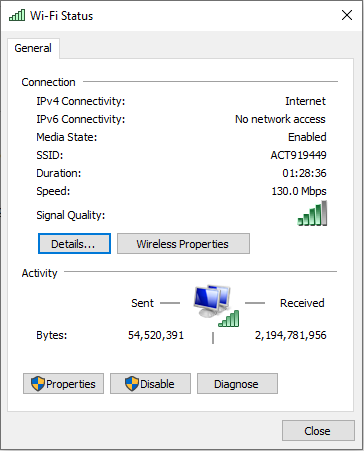 Wi-Fi Status
General
Connection
IPv4 Connectivity: Internet
IPv6 Connectivity: No network access
Media State: Enabled
SSID: ACT919449
Duration: 01:28:36
Speed: 130.0 Mbps
Signal Quality:
Details... Wireless Properties
Activity
Sent Received
Bytes: 54,520,391 2,194,781,956
Properties Disable Diagnose
Close